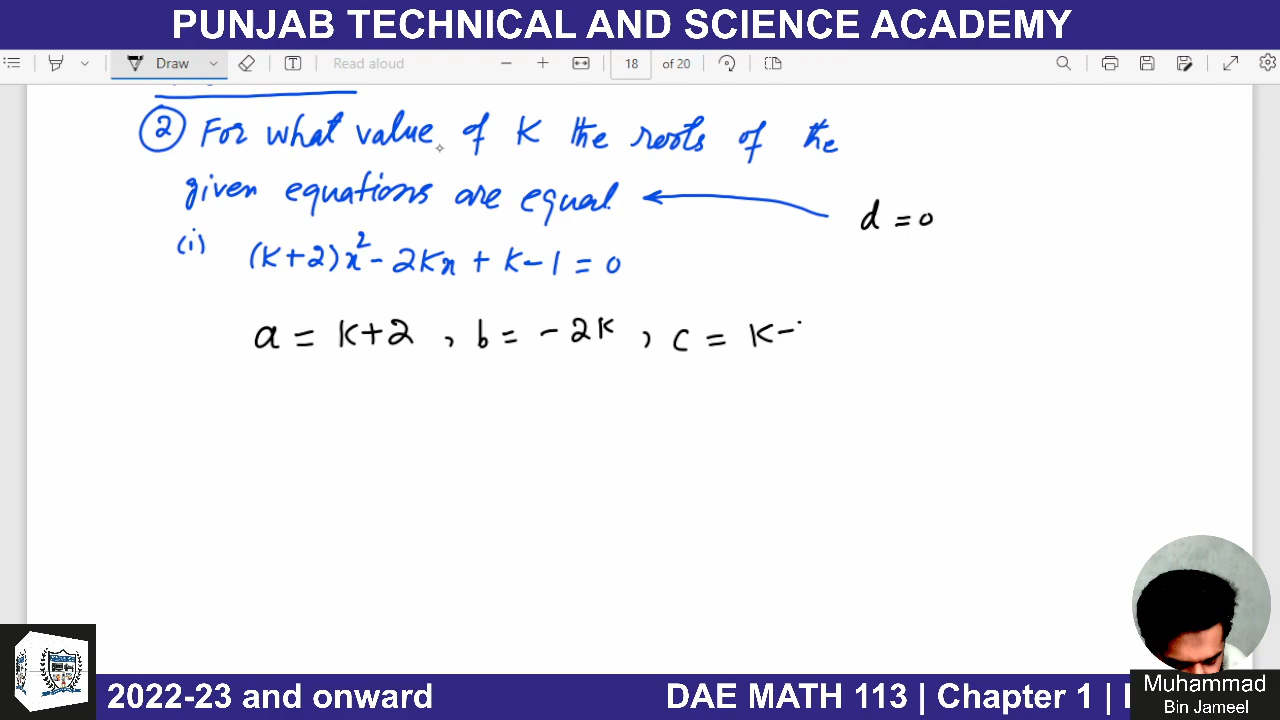 PUNJAB TECHNICAL AND SCIENCE ACADEMY
Draw
Read aloud
18 of 20
② For what value of K the roots of the
given equations are equal.
d = 0
(i) (K+2)x² - 2Kx + K-1 = 0
a = K+2 , b = -2K , c = K-
2022-23 and onward
DAE MATH 113 | Chapter 1 |
Muhammad
Bin Jameel